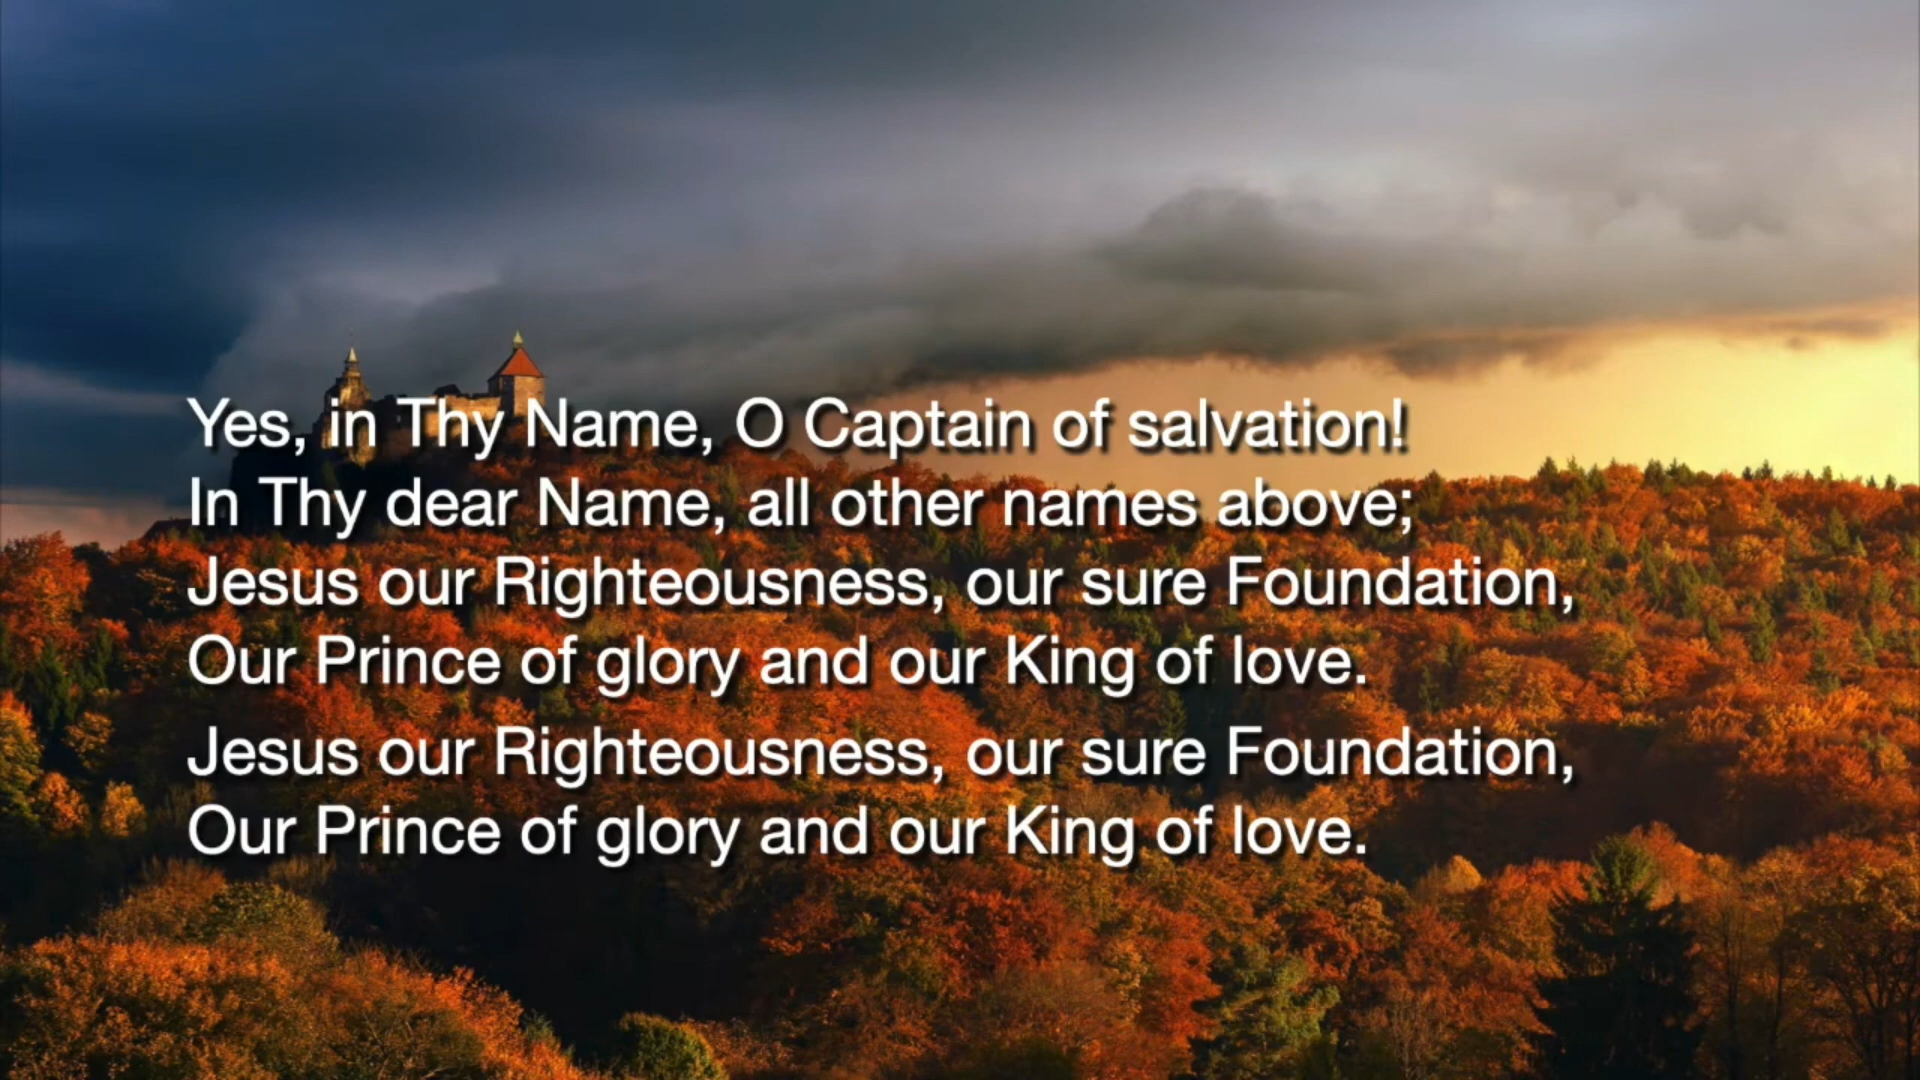 Yes, in Thy Name, O Captain of salvation!
In Thy dear Name, all other names above;
Jesus our Righteousness, our sure Foundation,
Our Prince of glory and our King of love.
Jesus our Righteousness, our sure Foundation,
Our Prince of glory and our King of love.